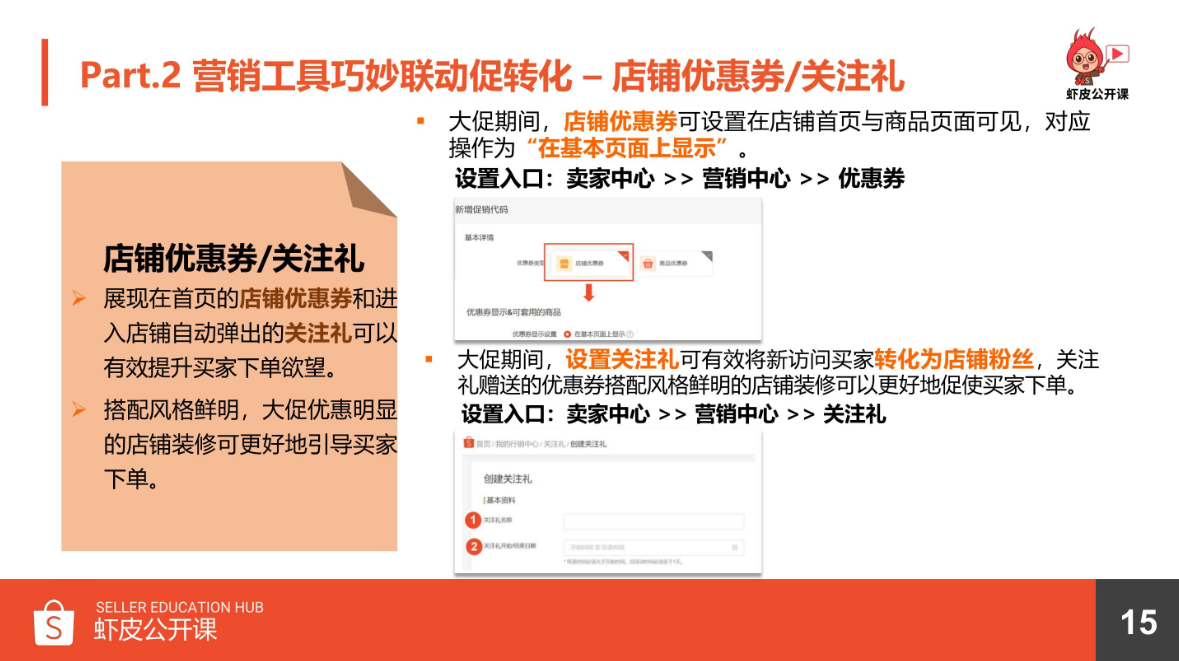 Part.2 营销工具巧妙联动促转化 – 店铺优惠券/关注礼
虾皮公开课
店铺优惠券/关注礼
展现在首页的店铺优惠券和进
入店铺自动弹出的关注礼可以
有效提升买家下单欲望。
搭配风格鲜明，大促优惠明显
的店铺装修可更好地引导买家
下单。
大促期间，店铺优惠券可设置在店铺首页与商品页面可见，对应
操作为“在基本页面上显示”。
设置入口：卖家中心 >> 营销中心 >> 优惠券
新增促销代码
基本详情
优惠券类型 店铺优惠券 商品优惠券
优惠券显示&可套用的商品
优惠券显示设置 在基本页面上显示
大促期间，设置关注礼可有效将新访问买家转化为店铺粉丝，关注
礼赠送的优惠券搭配风格鲜明的店铺装修可以更好地促使买家下单。
设置入口：卖家中心 >> 营销中心 >> 关注礼
首页 / 我的行销中心 / 关注礼 / 创建关注礼
创建关注礼
基本资料
1 关注礼名称
2 关注礼开始/结束日期
SELLER EDUCATION HUB
虾皮公开课
15